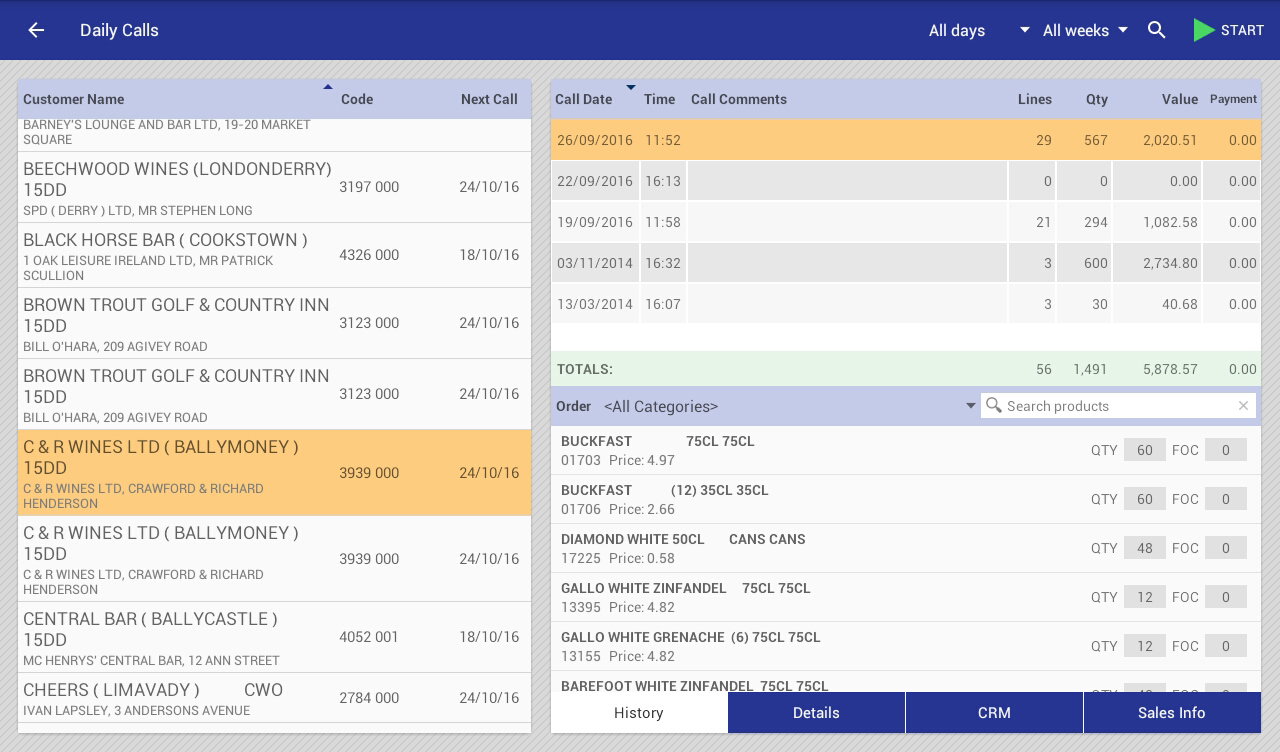 Daily Calls
All days
All weeks
START
Customer Name
Code
Next Call
BARNEY'S LOUNGE AND BAR LTD, 19-20 MARKET
SQUARE
BEECHWOOD WINES (LONDONDERRY)
15DD
3197 000
24/10/16
SPD ( DERRY ) LTD, MR STEPHEN LONG
BLACK HORSE BAR ( COOKSTOWN )
4326 000
18/10/16
1 OAK LEISURE IRELAND LTD, MR PATRICK
SCULLION
BROWN TROUT GOLF & COUNTRY INN
15DD
3123 000
24/10/16
BILL O'HARA, 209 AGIVEY ROAD
BROWN TROUT GOLF & COUNTRY INN
15DD
3123 000
24/10/16
BILL O'HARA, 209 AGIVEY ROAD
C & R WINES LTD ( BALLYMONEY )
15DD
3939 000
24/10/16
C & R WINES LTD, CRAWFORD & RICHARD
HENDERSON
C & R WINES LTD ( BALLYMONEY )
15DD
3939 000
24/10/16
C & R WINES LTD, CRAWFORD & RICHARD
HENDERSON
CENTRAL BAR ( BALLYCASTLE )
15DD
4052 001
18/10/16
MC HENRYS' CENTRAL BAR, 12 ANN STREET
CHEERS ( LIMAVADY ) CWO
2784 000
24/10/16
IVAN LAPSLEY, 3 ANDERSONS AVENUE
Call Date Time Call Comments Lines Qty Value Payment
26/09/2016 11:52 29 567 2,020.51 0.00
22/09/2016 16:13 0 0 0.00 0.00
19/09/2016 11:58 21 294 1,082.58 0.00
03/11/2014 16:32 3 600 2,734.80 0.00
13/03/2014 16:07 3 30 40.68 0.00
TOTALS: 56 1,491 5,878.57 0.00
Order <All Categories> Search products
BUCKFAST 75CL 75CL
01703 Price: 4.97
QTY 60 FOC 0
BUCKFAST (12) 35CL 35CL
01706 Price: 2.66
QTY 60 FOC 0
DIAMOND WHITE 50CL CANS CANS
17225 Price: 0.58
QTY 48 FOC 0
GALLO WHITE ZINFANDEL 75CL 75CL
13395 Price: 4.82
QTY 12 FOC 0
GALLO WHITE GRENACHE (6) 75CL 75CL
13155 Price: 4.82
QTY 12 FOC 0
BAREFOOT WHITE ZINFANDEL 75CL 75CL
History
Details
CRM
Sales Info